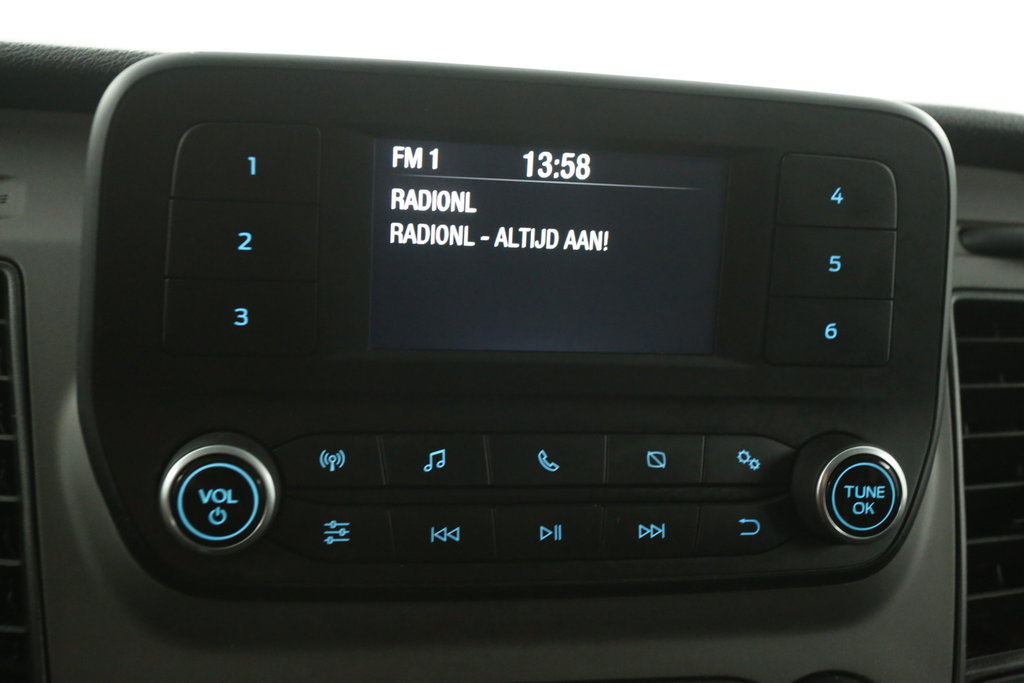 FM 1 13:58
RADIONL
RADIONL - ALTIJD AAN!
1
2
3
4
5
6
VOL
TUNE
OK